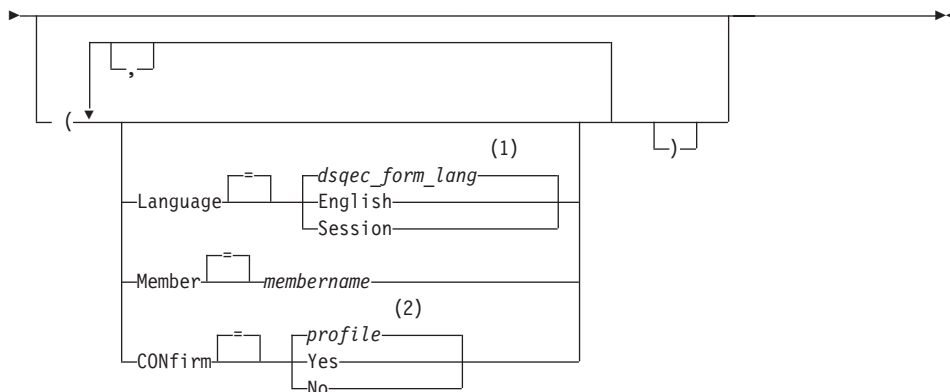 ,
(
)
(1)
=
dsqec_form_lang
Language
English
Session
=
Member
membername
(2)
=
profile
CONfirm
Yes
No